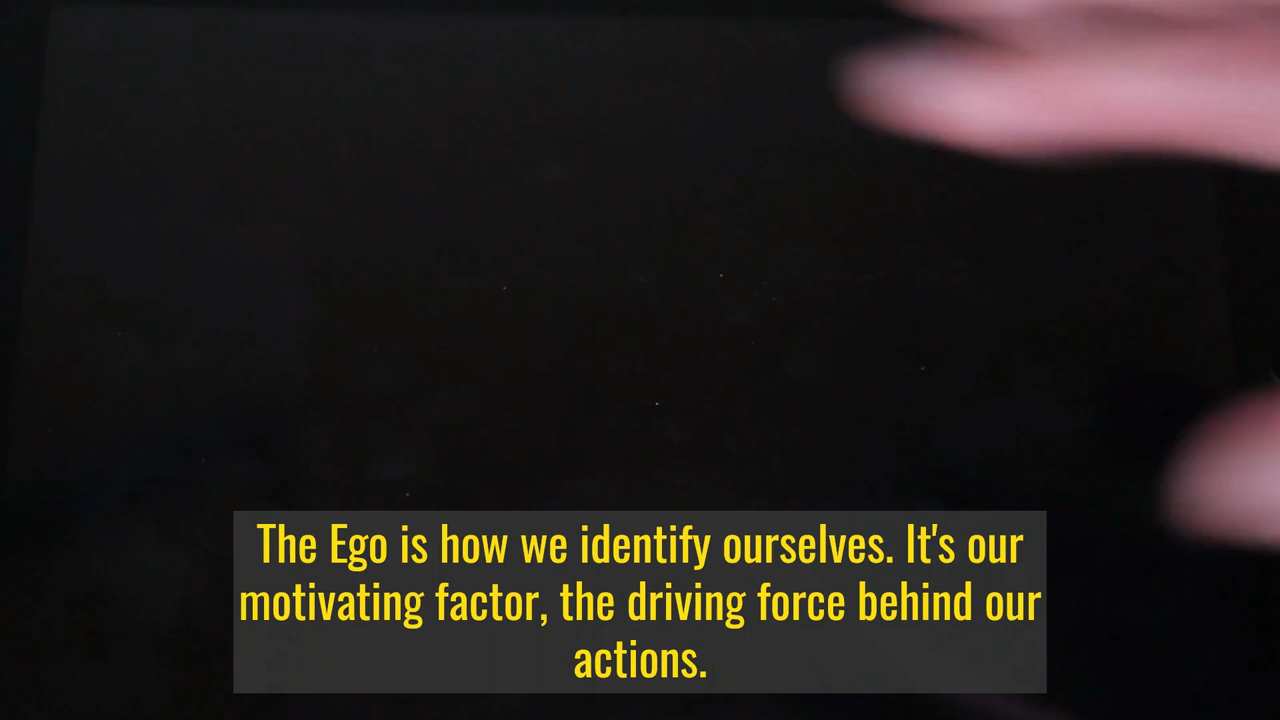 The Ego is how we identify ourselves. It's our
motivating factor, the driving force behind our
actions.